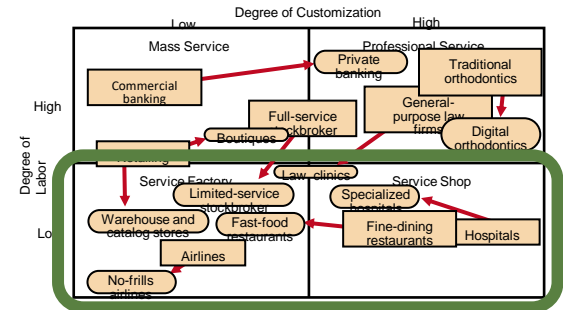 Degree of Customization
Low
High
Mass Service
Professional Service
Private
banking
Traditional
orthodontics
Commercial
banking
High
Full-service
stockbroker
General-
purpose law
firms
Boutiques
Digital
orthodontics
Degree of
Labor
Retailing
Law clinics
Service Factory
Service Shop
Limited-service
stockbroker
Specialized
hospitals
Warehouse and
catalog stores
Fast-food
restaurants
Fine-dining
restaurants
Hospitals
Airlines
No-frills
airlines